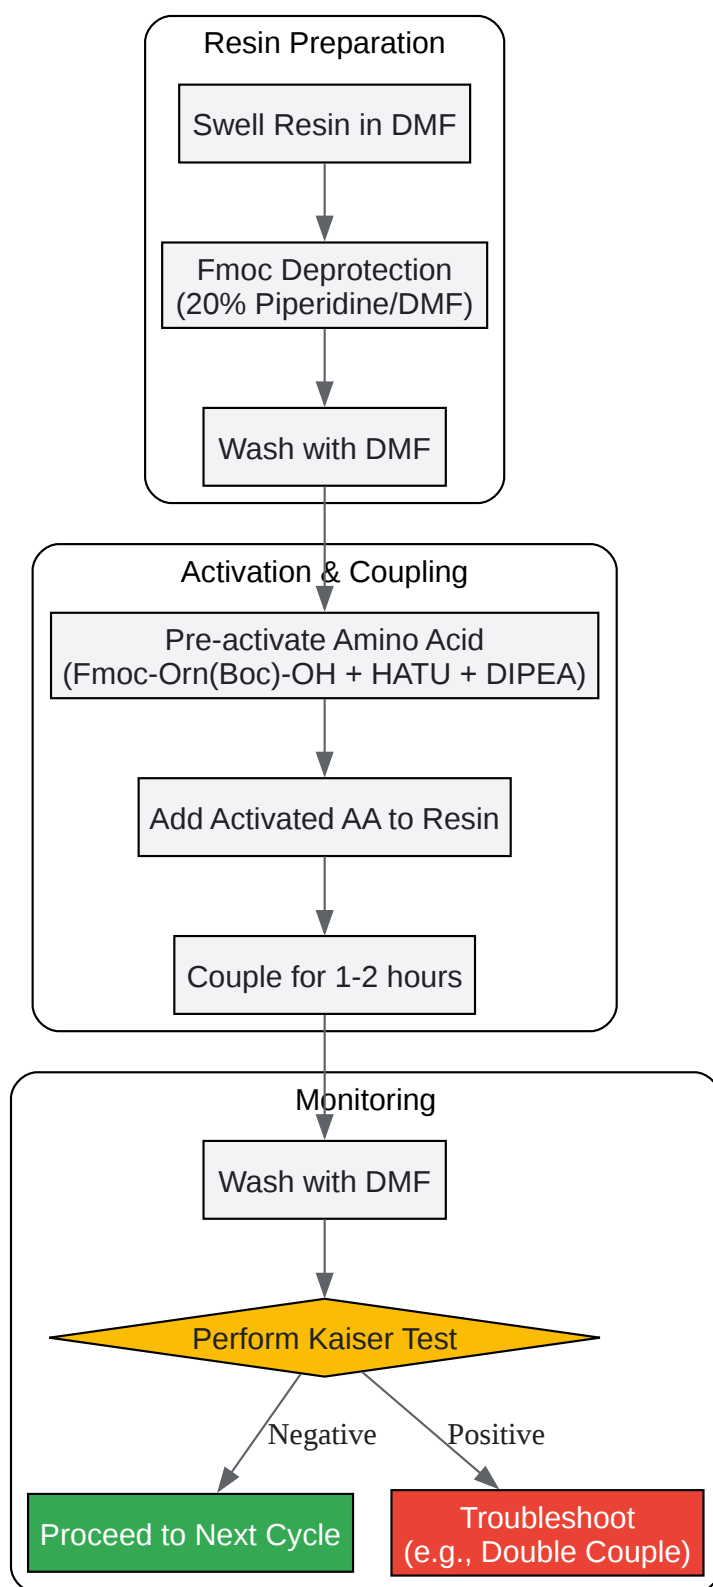 Resin Preparation
Swell Resin in DMF
Fmoc Deprotection
(20% Piperidine/DMF)
Wash with DMF
Activation & Coupling
Pre-activate Amino Acid
(Fmoc-Orn(Boc)-OH + HATU + DIPEA)
Add Activated AA to Resin
Couple for 1-2 hours
Monitoring
Wash with DMF
Perform Kaiser Test
Negative
Positive
Proceed to Next Cycle
Troubleshoot
(e.g., Double Couple)